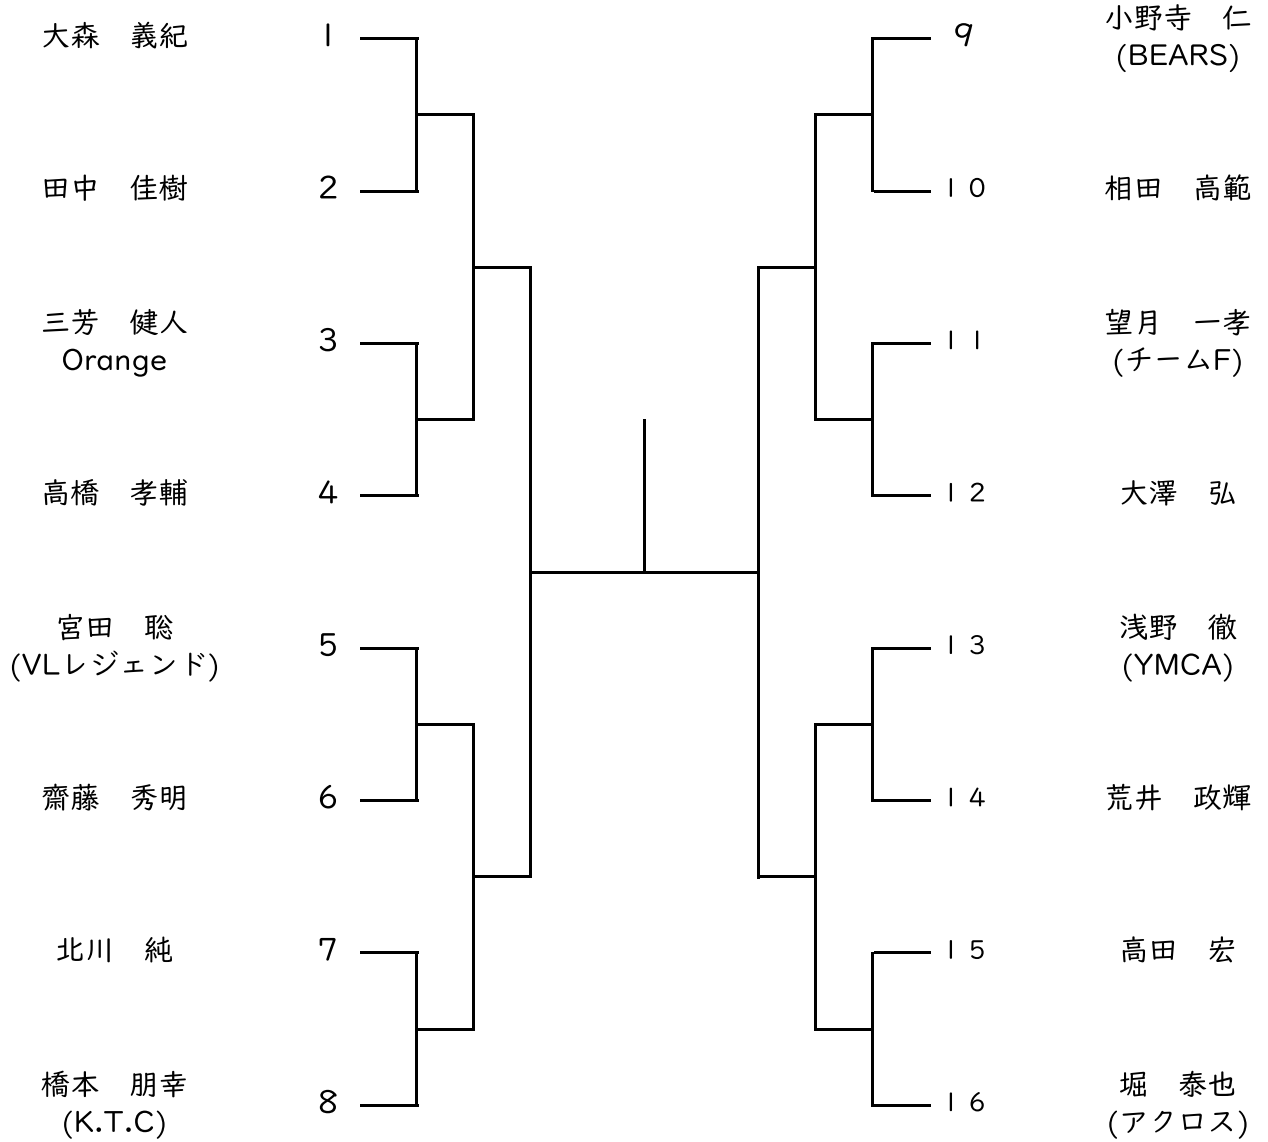 大森　義紀 1
田中　佳樹 2
三芳　健人
Orange 3
高橋　孝輔 4
宮田　聡
(VLレジェンド) 5
齋藤　秀明 6
北川　純 7
橋本　朋幸
(K.T.C) 8
9 小野寺　仁
(BEARS)
10 相田　高範
11 望月　一孝
(チームF)
12 大澤　弘
13 浅野　徹
(YMCA)
14 荒井　政輝
15 高田　宏
16 堀　泰也
(アクロス)